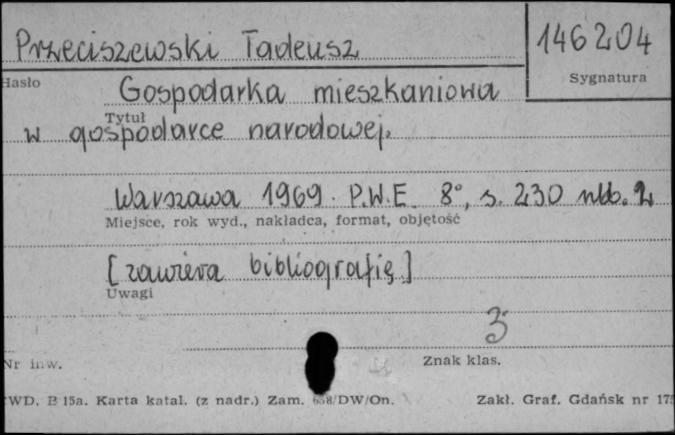 Przeciszewski Tadeusz 146204
Hasło Sygnatura
Gospodarka mieszkaniowa
Tytuł
w gospodarce narodowej.
Warszawa 1969. P.W.E. 8°, s. 230 nlb. 2
Miejsce, rok wyd., nakładca, format, objętość
[zawiera bibliografię]
Uwagi
3
Nr inw. Znak klas.
WD. B 15a. Karta katal. (z nadr.) Zam. /DW/On. Zakł. Graf. Gdańsk nr 175